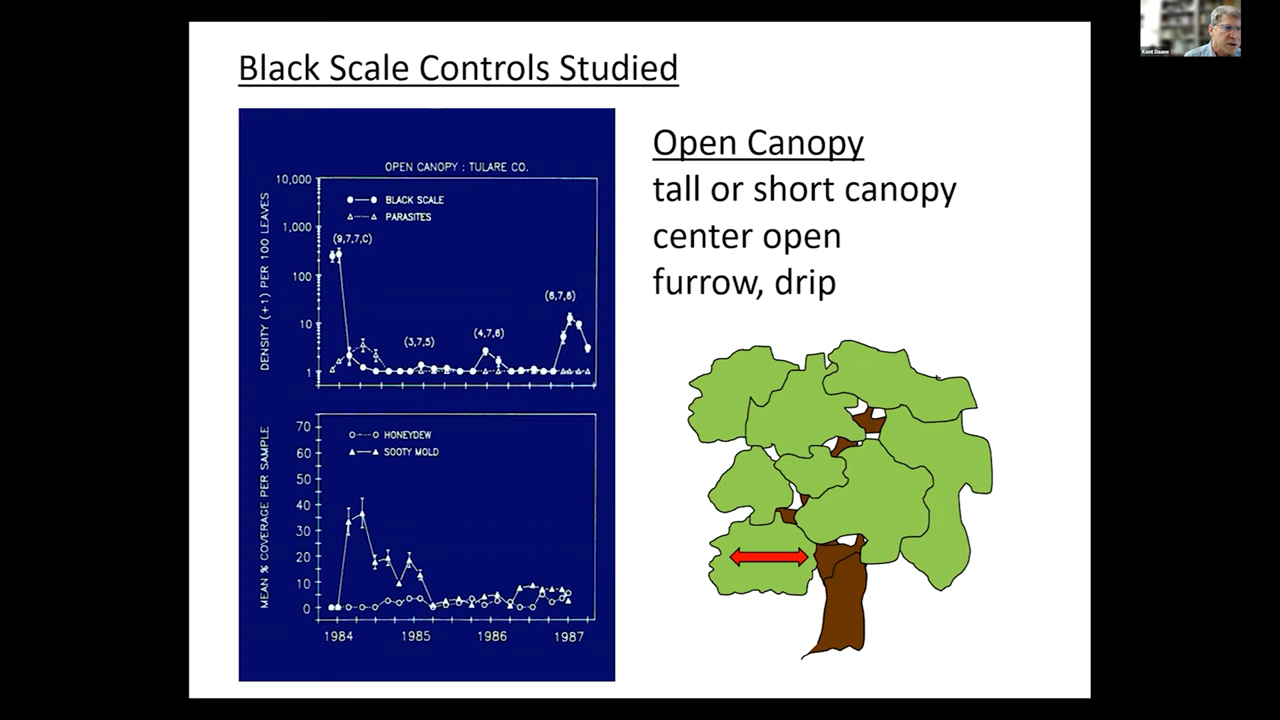 Kent Daane
Black Scale Controls Studied
OPEN CANOPY : TULARE CO.
DENSITY (+1) PER 100 LEAVES
10,000
1,000
100
10
1
BLACK SCALE
PARASITES
(9,7,7,C)
(3,7,5)
(4,7,6)
(6,7,6)
MEAN % COVERAGE PER SAMPLE
70
60
50
40
30
20
10
0
HONEYDEW
SOOTY MOLD
1984 1985 1986 1987
Open Canopy
tall or short canopy
center open
furrow, drip